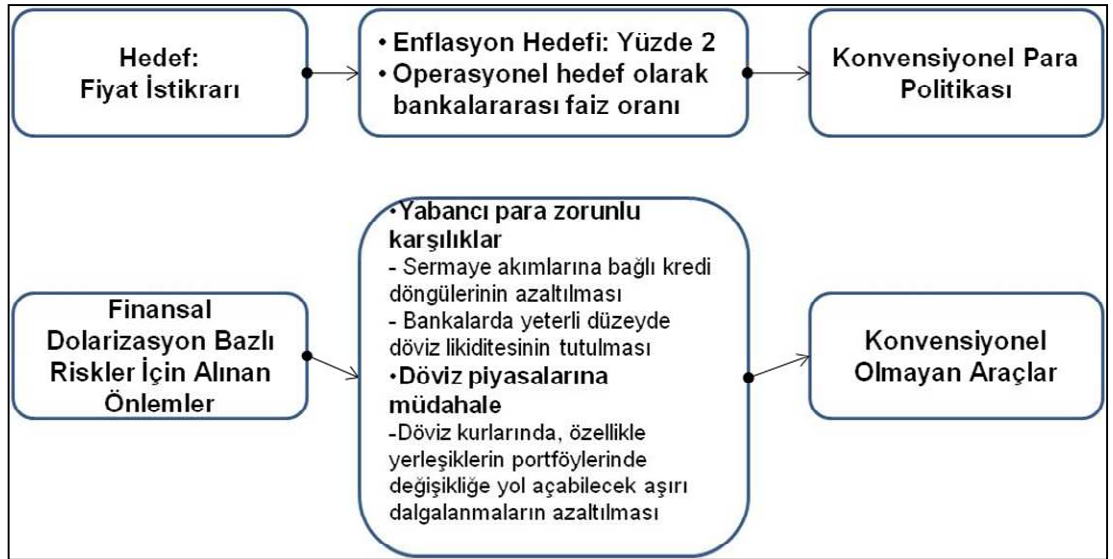 Hedef:
Fiyat İstikrarı
• Enflasyon Hedefi: Yüzde 2
• Operasyonel hedef olarak
bankalararası faiz oranı
Konvensiyonel Para
Politikası
Finansal
Dolarizasyon Bazlı
Riskler İçin Alınan
Önlemler
•Yabancı para zorunlu
karşılıklar
- Sermaye akımlarına bağlı kredi
döngülerinin azaltılması
- Bankalarda yeterli düzeyde
döviz likiditesinin tutulması
•Döviz piyasalarına
müdahale
-Döviz kurlarında, özellikle
yerleşiklerin portföylerinde
değişikliğe yol açabilecek aşırı
dalgalanmaların azaltılması
Konvensiyonel
Olmayan Araçlar